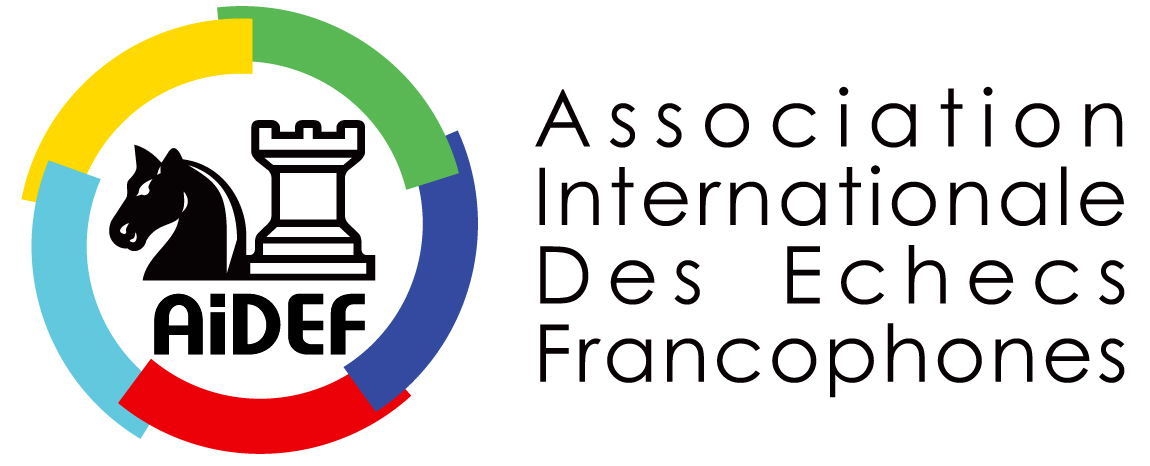 AiDEF
Association
Internationale
Des Echecs
Francophones